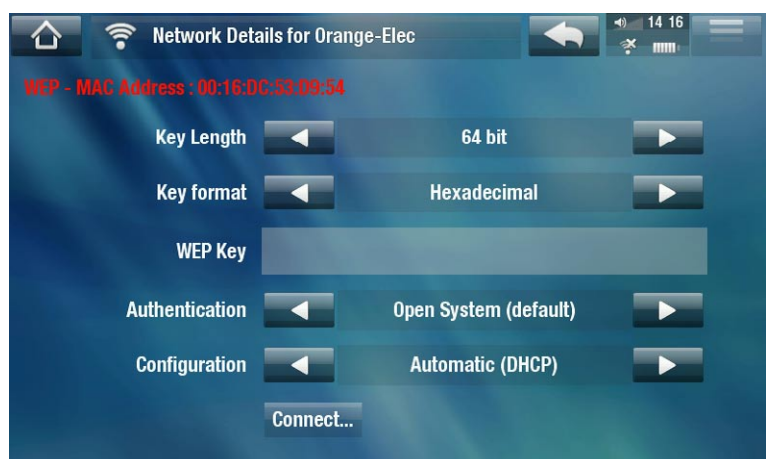 Network Details for Orange-Elec
14 16
WEP - MAC Address : 00:16:DC:53:D9:54
Key Length
64 bit
Key format
Hexadecimal
WEP Key
Authentication
Open System (default)
Configuration
Automatic (DHCP)
Connect...